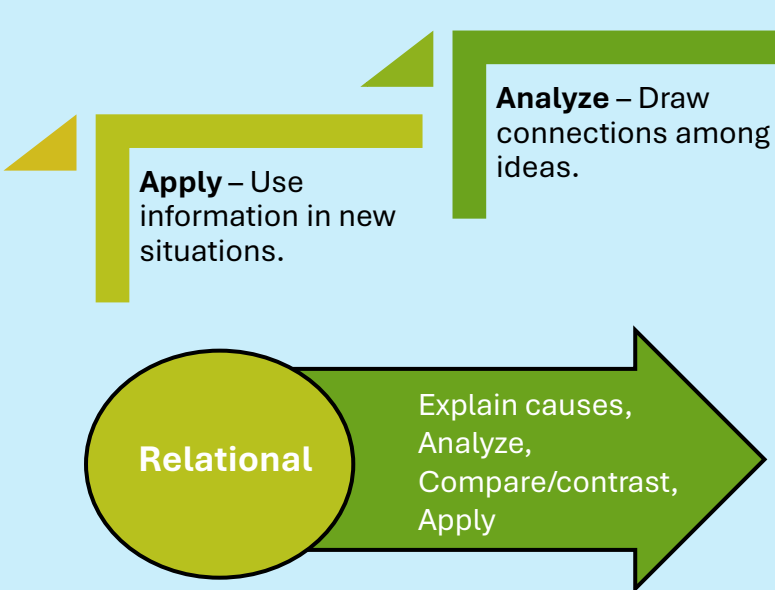 Analyze – Draw
connections among
ideas.
Apply – Use
information in new
situations.
Relational
Explain causes,
Analyze,
Compare/contrast,
Apply